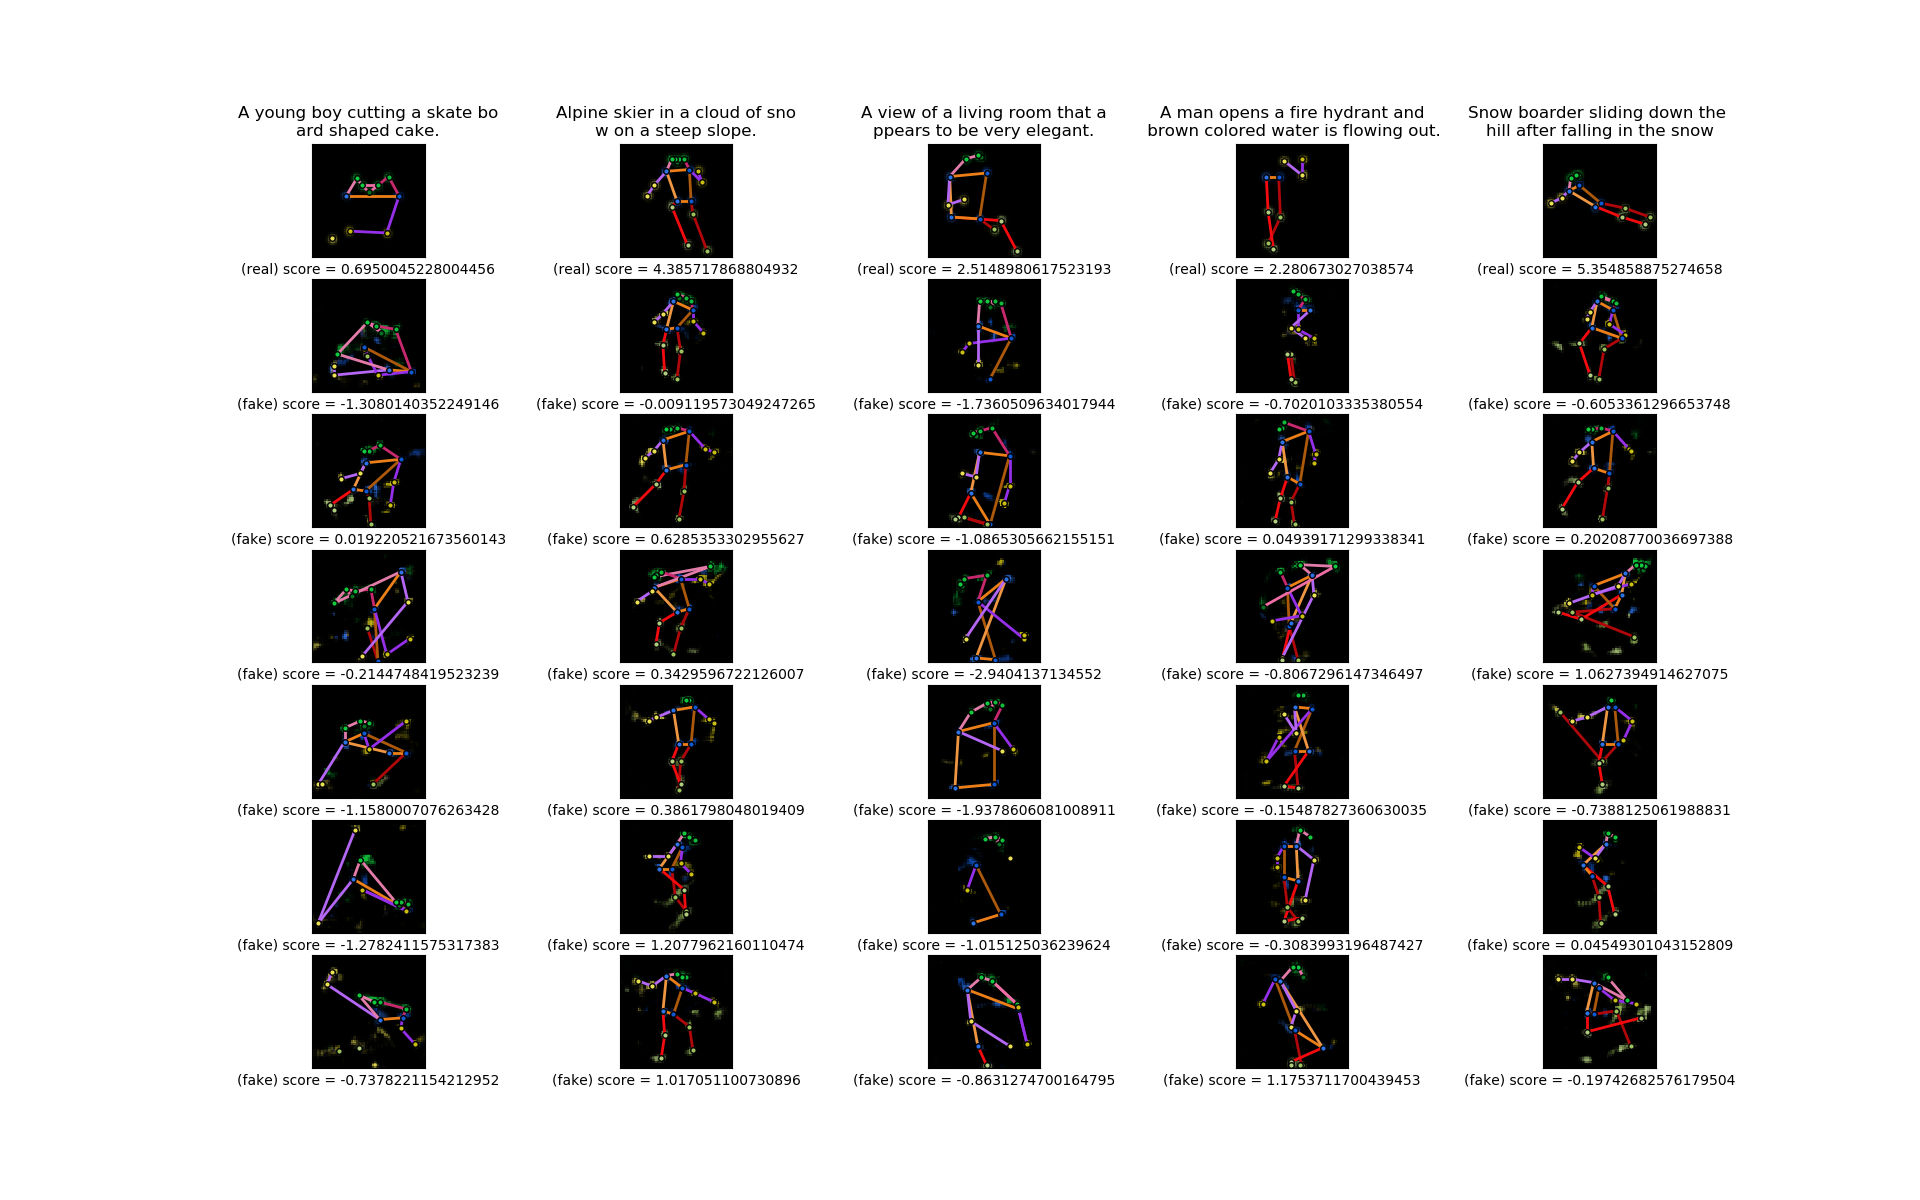 A young boy cutting a skate bo
ard shaped cake.
Alpine skier in a cloud of sno
w on a steep slope.
A view of a living room that a
ppears to be very elegant.
A man opens a fire hydrant and
brown colored water is flowing out.
Snow boarder sliding down the
hill after falling in the snow
(real) score = 0.6950045228004456
(real) score = 4.385717868804932
(real) score = 2.5148980617523193
(real) score = 2.280673027038574
(real) score = 5.354858875274658
(fake) score = -1.3080140352249146
(fake) score = -0.009119573049247265
(fake) score = -1.7360509634017944
(fake) score = -0.7020103335380554
(fake) score = -0.6053361296653748
(fake) score = 0.019220521673560143
(fake) score = 0.6285353302955627
(fake) score = -1.0865305662155151
(fake) score = 0.04939171299338341
(fake) score = 0.20208770036697388
(fake) score = -0.2144748419523239
(fake) score = 0.3429596722126007
(fake) score = -2.9404137134552
(fake) score = -0.8067296147346497
(fake) score = 1.0627394914627075
(fake) score = -1.1580007076263428
(fake) score = 0.3861798048019409
(fake) score = -1.9378606081008911
(fake) score = -0.15487827360630035
(fake) score = -0.7388125061988831
(fake) score = -1.2782411575317383
(fake) score = 1.2077962160110474
(fake) score = -1.015125036239624
(fake) score = -0.3083993196487427
(fake) score = 0.04549301043152809
(fake) score = -0.7378221154212952
(fake) score = 1.017051100730896
(fake) score = -0.8631274700164795
(fake) score = 1.1753711700439453
(fake) score = -0.19742682576179504